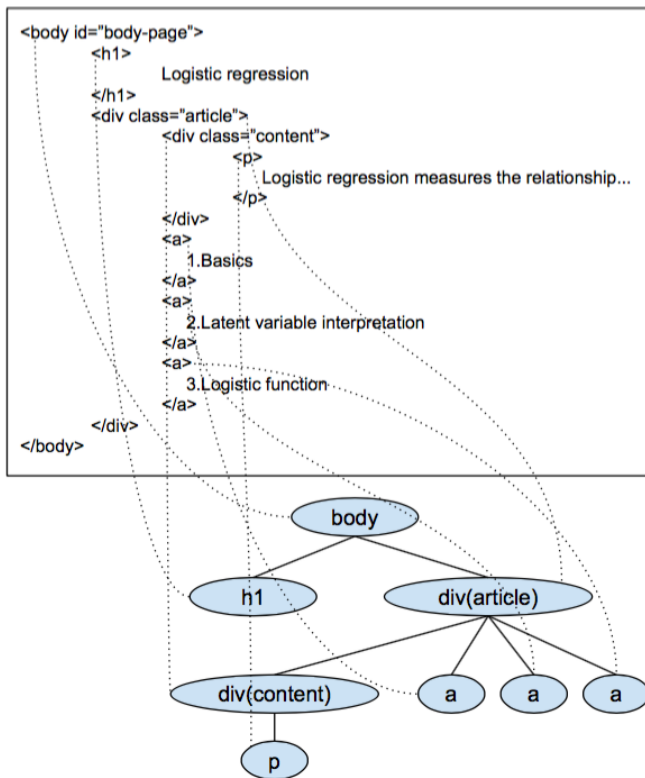 <body id="body-page">
<h1>
Logistic regression
</h1>
<div class="article">
<div class="content">
<p>
Logistic regression measures the relationship...
</p>
</div>
<a>
1.Basics
</a>
<a>
2.Latent variable interpretation
</a>
<a>
3.Logistic function
</a>
</div>
</body>
body
h1 div(article)
div(content) a a a
p